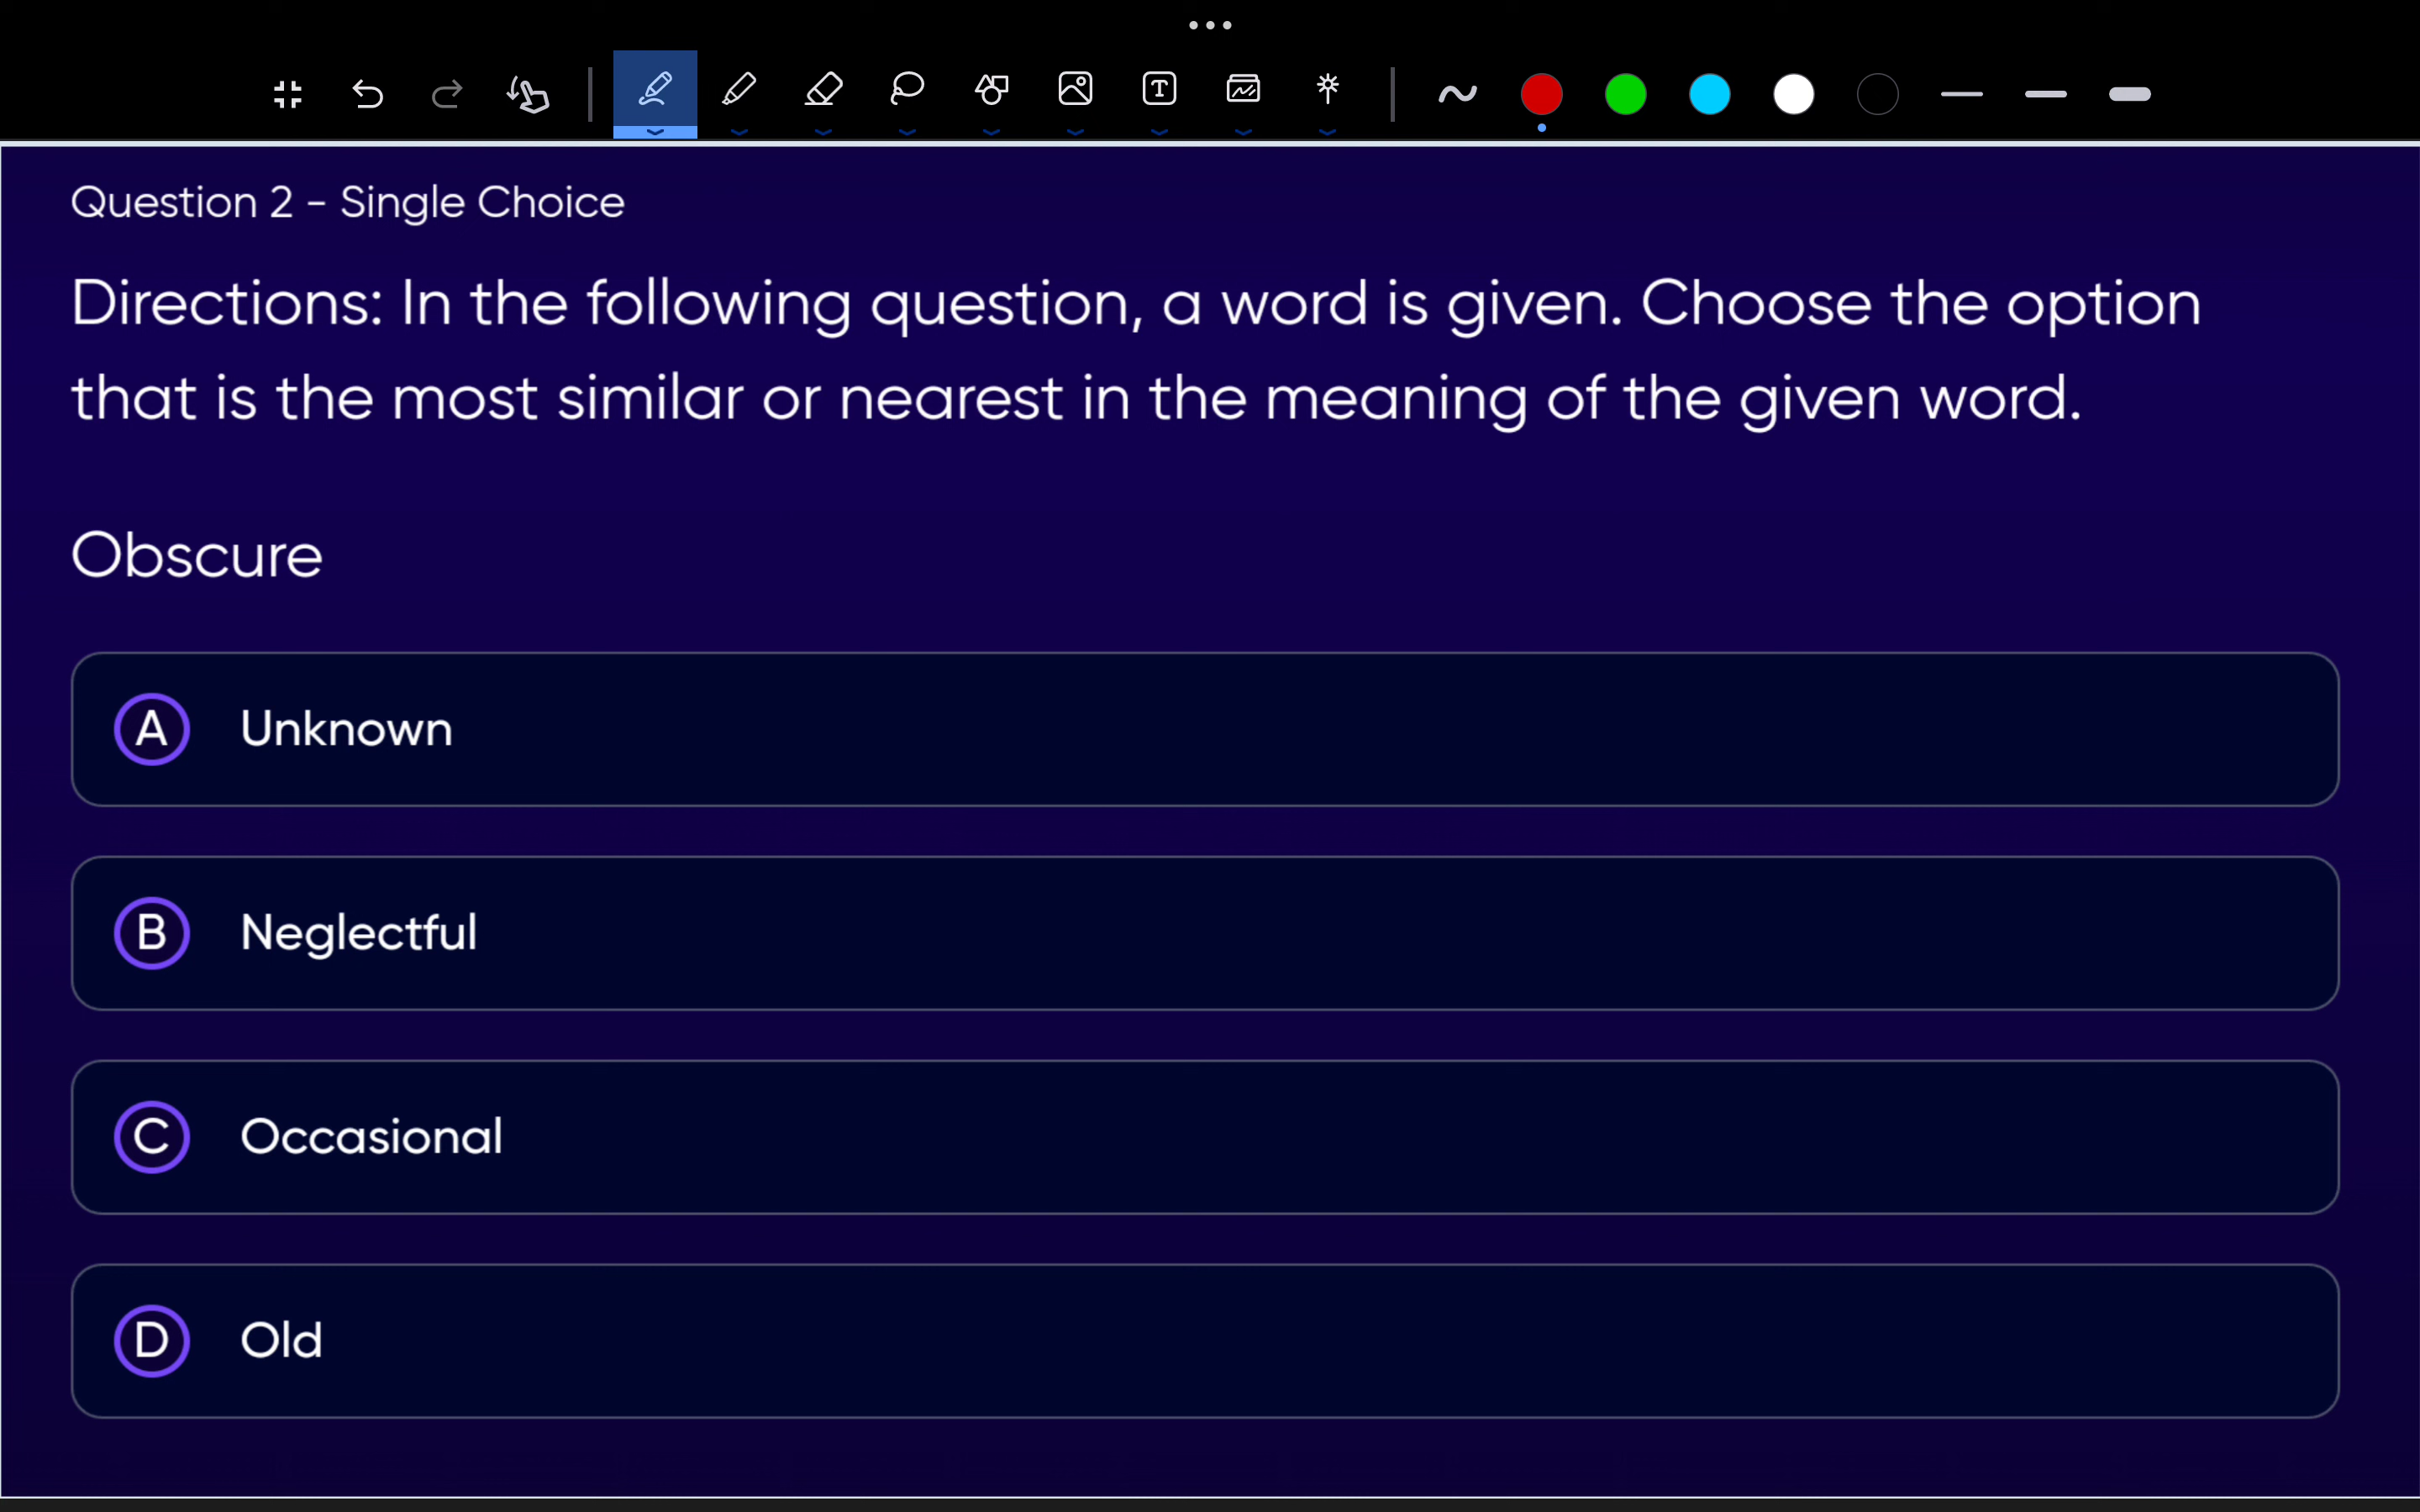 Question 2 - Single Choice
Directions: In the following question, a word is given. Choose the option
that is the most similar or nearest in the meaning of the given word.
Obscure
A Unknown
B Neglectful
C Occasional
D Old